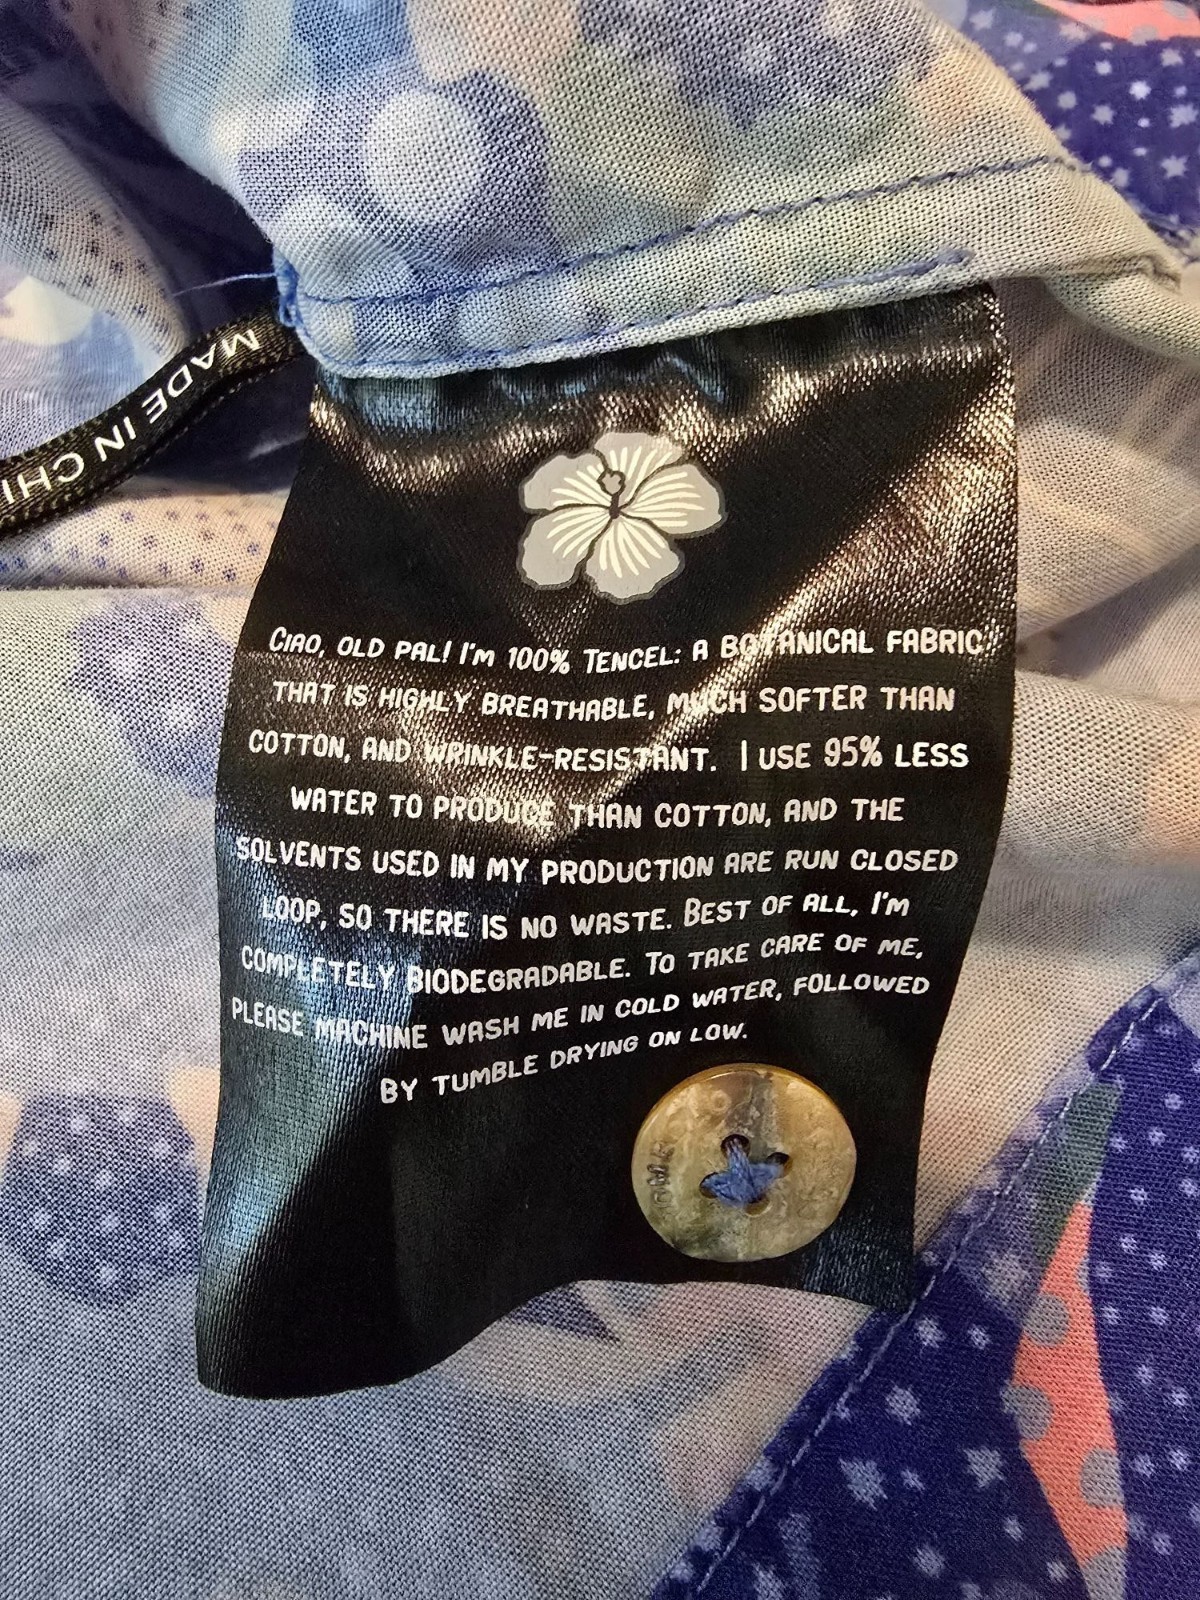 MADE IN CHI
CIAO, OLD PAL! I'M 100% TENCEL: A BOTANICAL FABRIC
THAT IS HIGHLY BREATHABLE, MUCH SOFTER THAN
COTTON, AND WRINKLE-RESISTANT. I USE 95% LESS
WATER TO PRODUCE THAN COTTON, AND THE
SOLVENTS USED IN MY PRODUCTION ARE RUN CLOSED
LOOP, SO THERE IS NO WASTE. BEST OF ALL, I'M
COMPLETELY BIODEGRADABLE. TO TAKE CARE OF ME,
PLEASE MACHINE WASH ME IN COLD WATER, FOLLOWED
BY TUMBLE DRYING ON LOW.